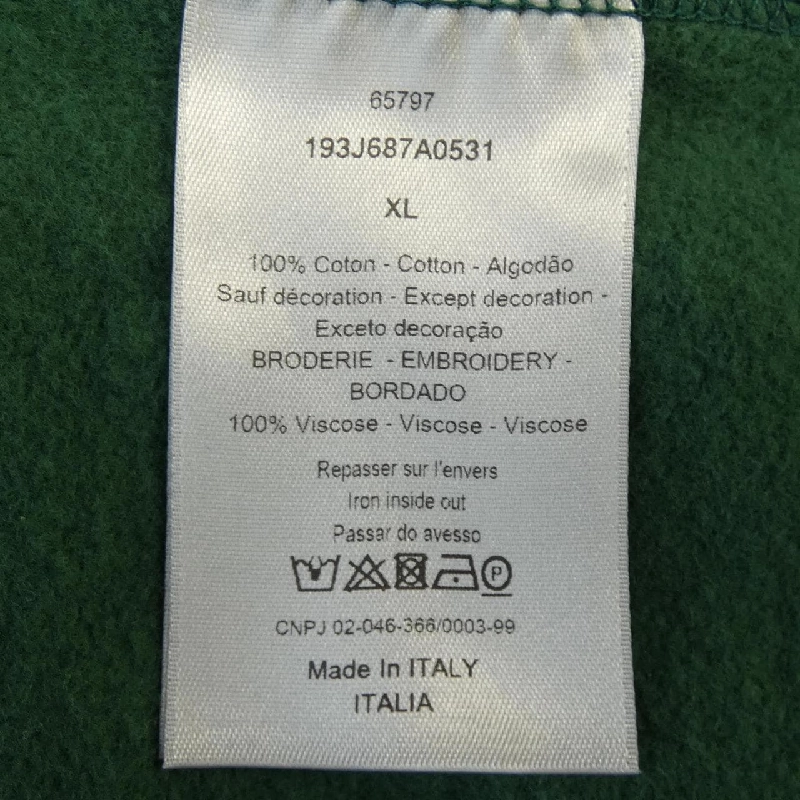 65797
193J687A0531
XL
100% Coton - Cotton - Algodão
Sauf décoration - Except decoration -
Exceto decoração
BRODERIE - EMBROIDERY -
BORDADO
100% Viscose - Viscose - Viscose
Repasser sur l'envers
Iron inside out
Passar do avesso
P
CNPJ 02-046-366/0003-99
Made In ITALY
ITALIA